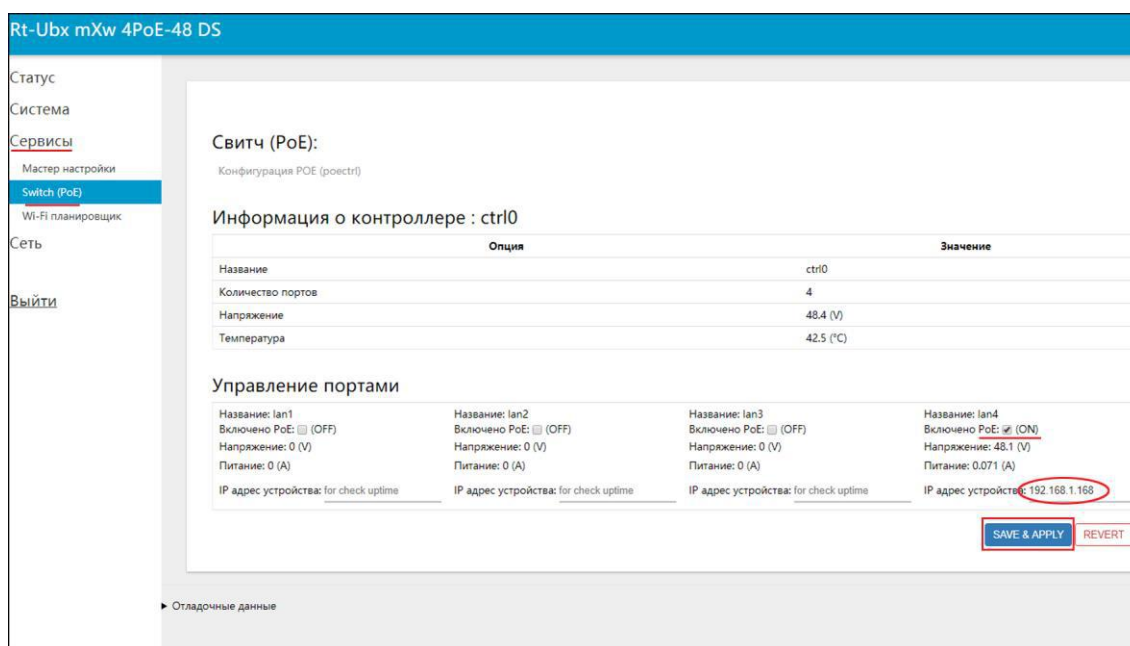 Rt-Ubx mXw 4PoE-48 DS
Статус
Система
Сервисы
Мастер настройки
Switch (PoE)
Wi-Fi планировщик
Сеть
Выйти
Свитч (PoE):
Конфигурация POE (poectrl)
Информация о контроллере : ctrl0
Опция Значение
Название ctrl0
Количество портов 4
Напряжение 48.4 (V)
Температура 42.5 (°C)
Управление портами
Название: lan1 Название: lan2 Название: lan3 Название: lan4
Включено PoE: (OFF) Включено PoE: (OFF) Включено PoE: (OFF) Включено PoE: (ON)
Напряжение: 0 (V) Напряжение: 0 (V) Напряжение: 0 (V) Напряжение: 48.1 (V)
Питание: 0 (A) Питание: 0 (A) Питание: 0 (A) Питание: 0.071 (A)
IP адрес устройства: for check uptime IP адрес устройства: for check uptime IP адрес устройства: for check uptime IP адрес устройства: 192.168.1.168
SAVE & APPLY REVERT
Отладочные данные